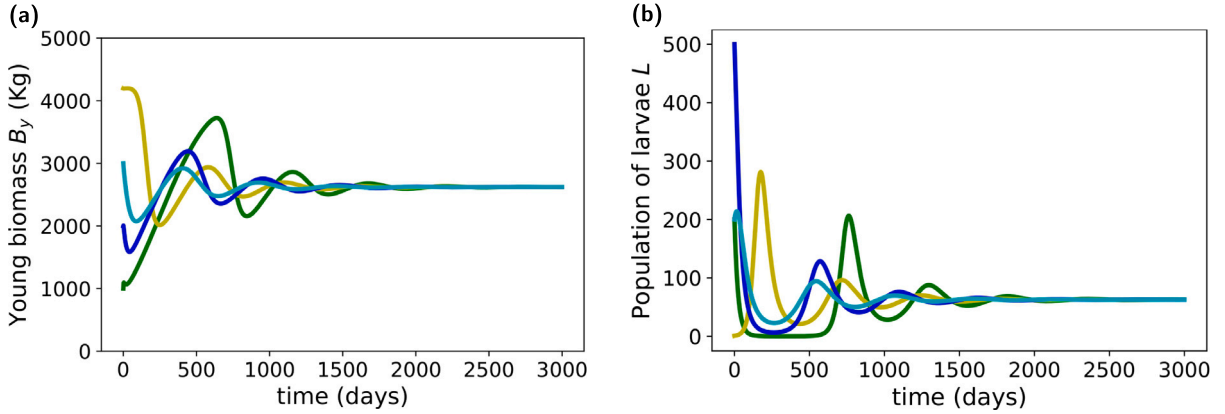 (a)
Young biomass B_y (Kg)
5000
4000
3000
2000
1000
0
0 500 1000 1500 2000 2500 3000
time (days)
(b)
Population of larvae L
500
400
300
200
100
0
0 500 1000 1500 2000 2500 3000
time (days)